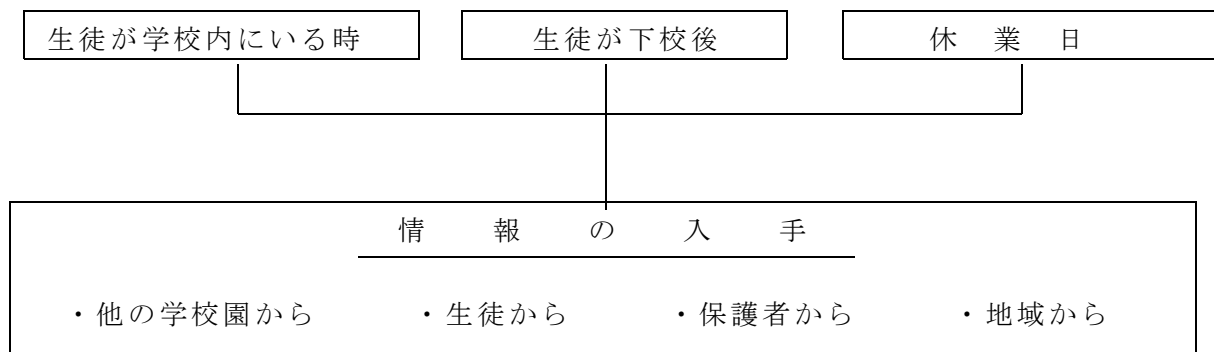 生徒が学校内にいる時 生徒が下校後 休業日
情報の入手
・他の学校園から ・生徒から ・保護者から ・地域から